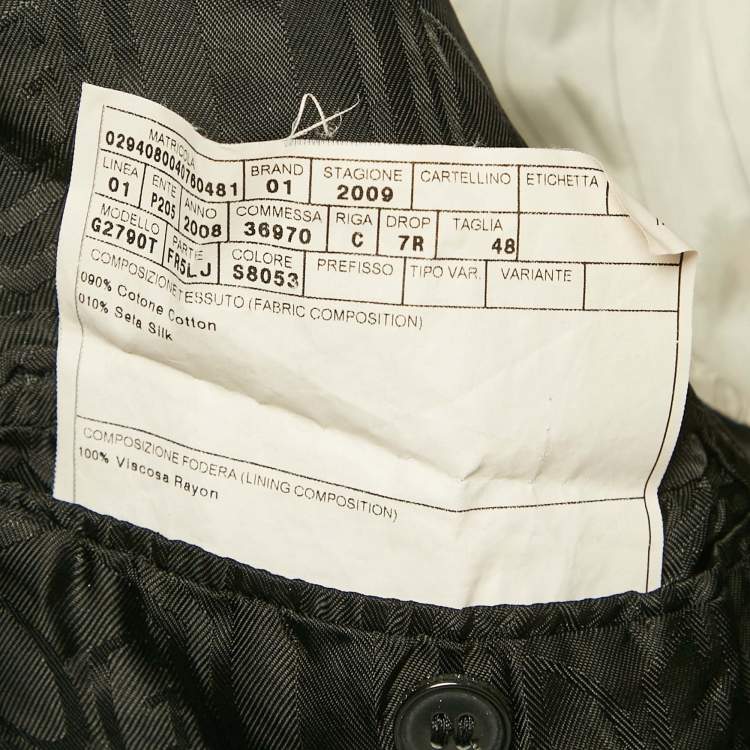 MATRICOLA BRAND STAGIONE CARTELLINO ETICHETTA
01 2009
LINEA ENTE ANNO COMMESSA RIGA DROP TAGLIA
01 P205 2008 36970 C 7R 48
MODELLO PARTE COLORE PREFISSO TIPO VAR. VARIANTE
G2790T S8053
COMPOSIZIONE TESSUTO (FABRIC COMPOSITION)
090% Cotone Cotton
010% Seta Silk
COMPOSIZIONE FODERA (LINING COMPOSITION)
100% Viscosa Rayon